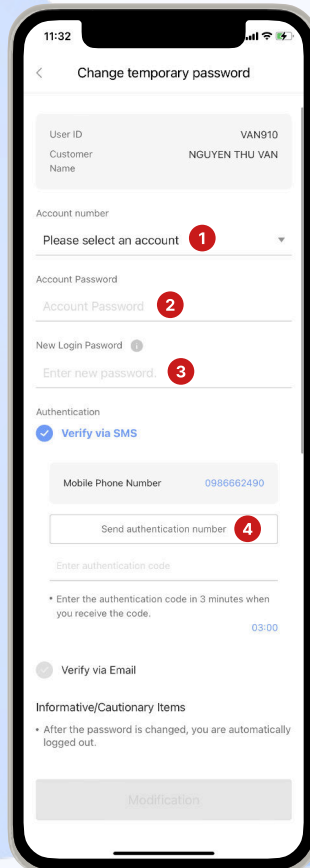 11:32
Change temporary password
User ID VAN910
Customer NGUYEN THU VAN
Name
Account number
Please select an account 1
Account Password
Account Password 2
New Login Pasword i
Enter new password. 3
Authentication
Verify via SMS
Mobile Phone Number 0986662490
Send authentication number 4
Enter authentication code
• Enter the authentication code in 3 minutes when
you receive the code.
03:00
Verify via Email
Informative/Cautionary Items
• After the password is changed, you are automatically
logged out.
Modification